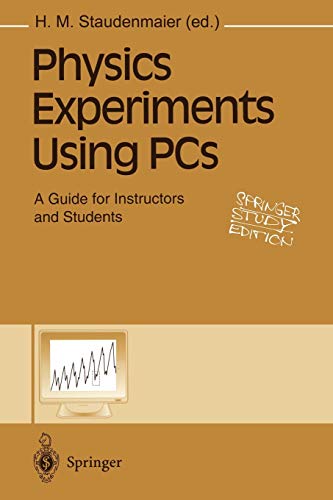 H. M. Staudenmaier (ed.)
Physics
Experiments
Using PCs
A Guide for Instructors
and Students
SPRINGER
STUDY
EDITION
Springer